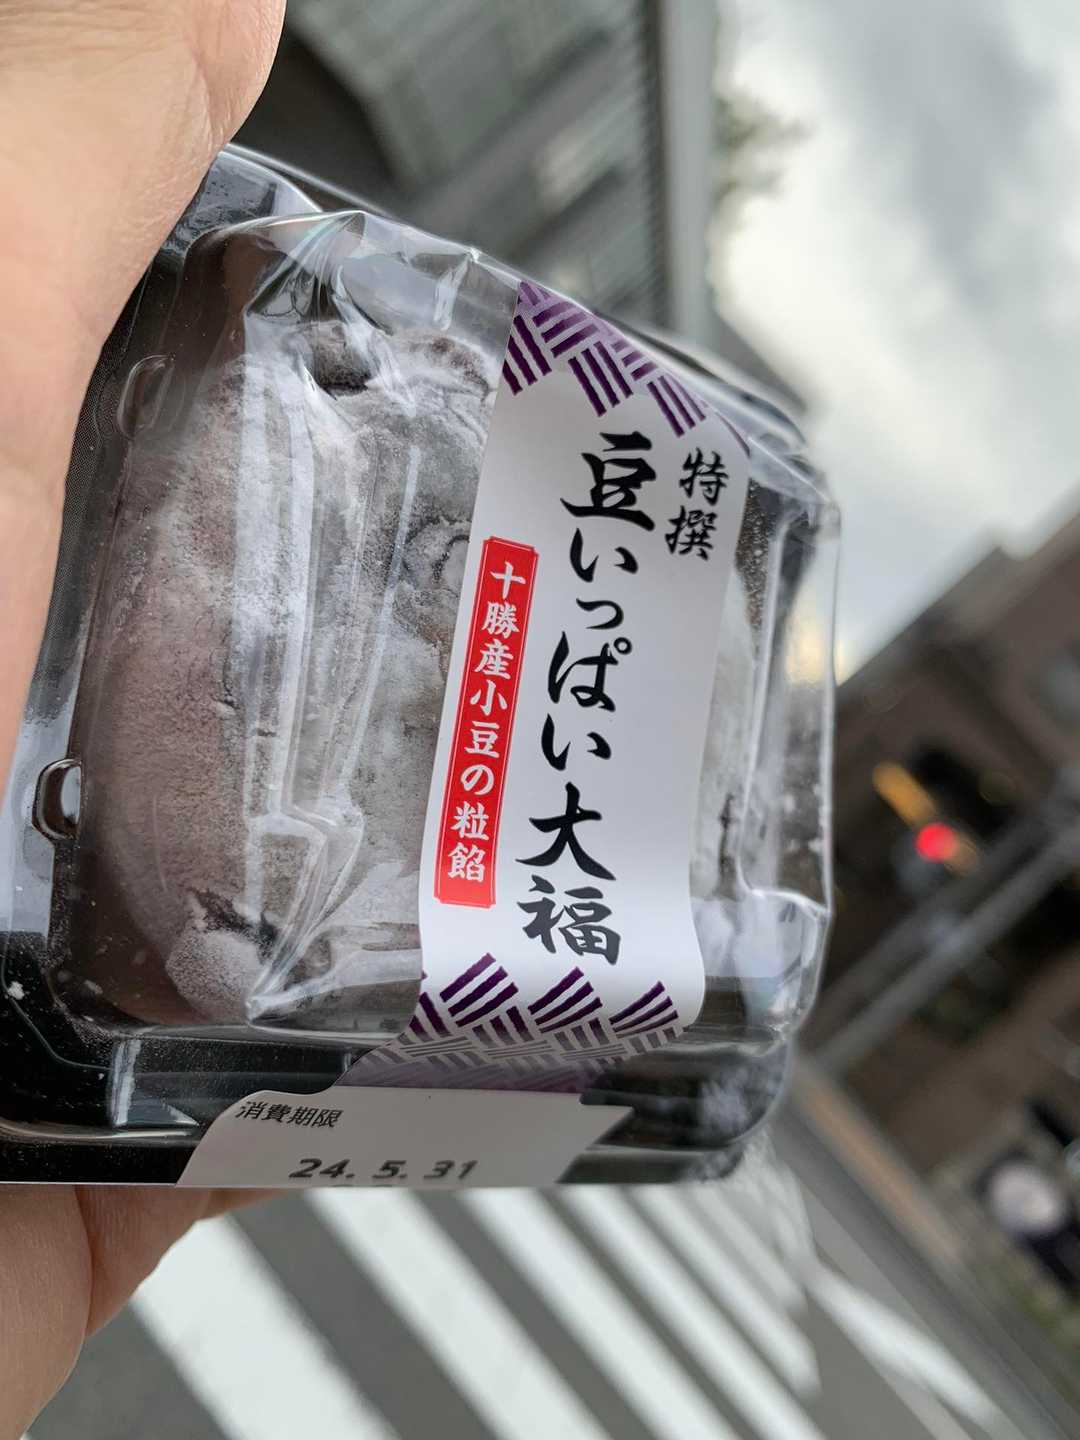 特撰
豆いっぱい大福
十勝産小豆の粒餡
消費期限
24. 5. 31